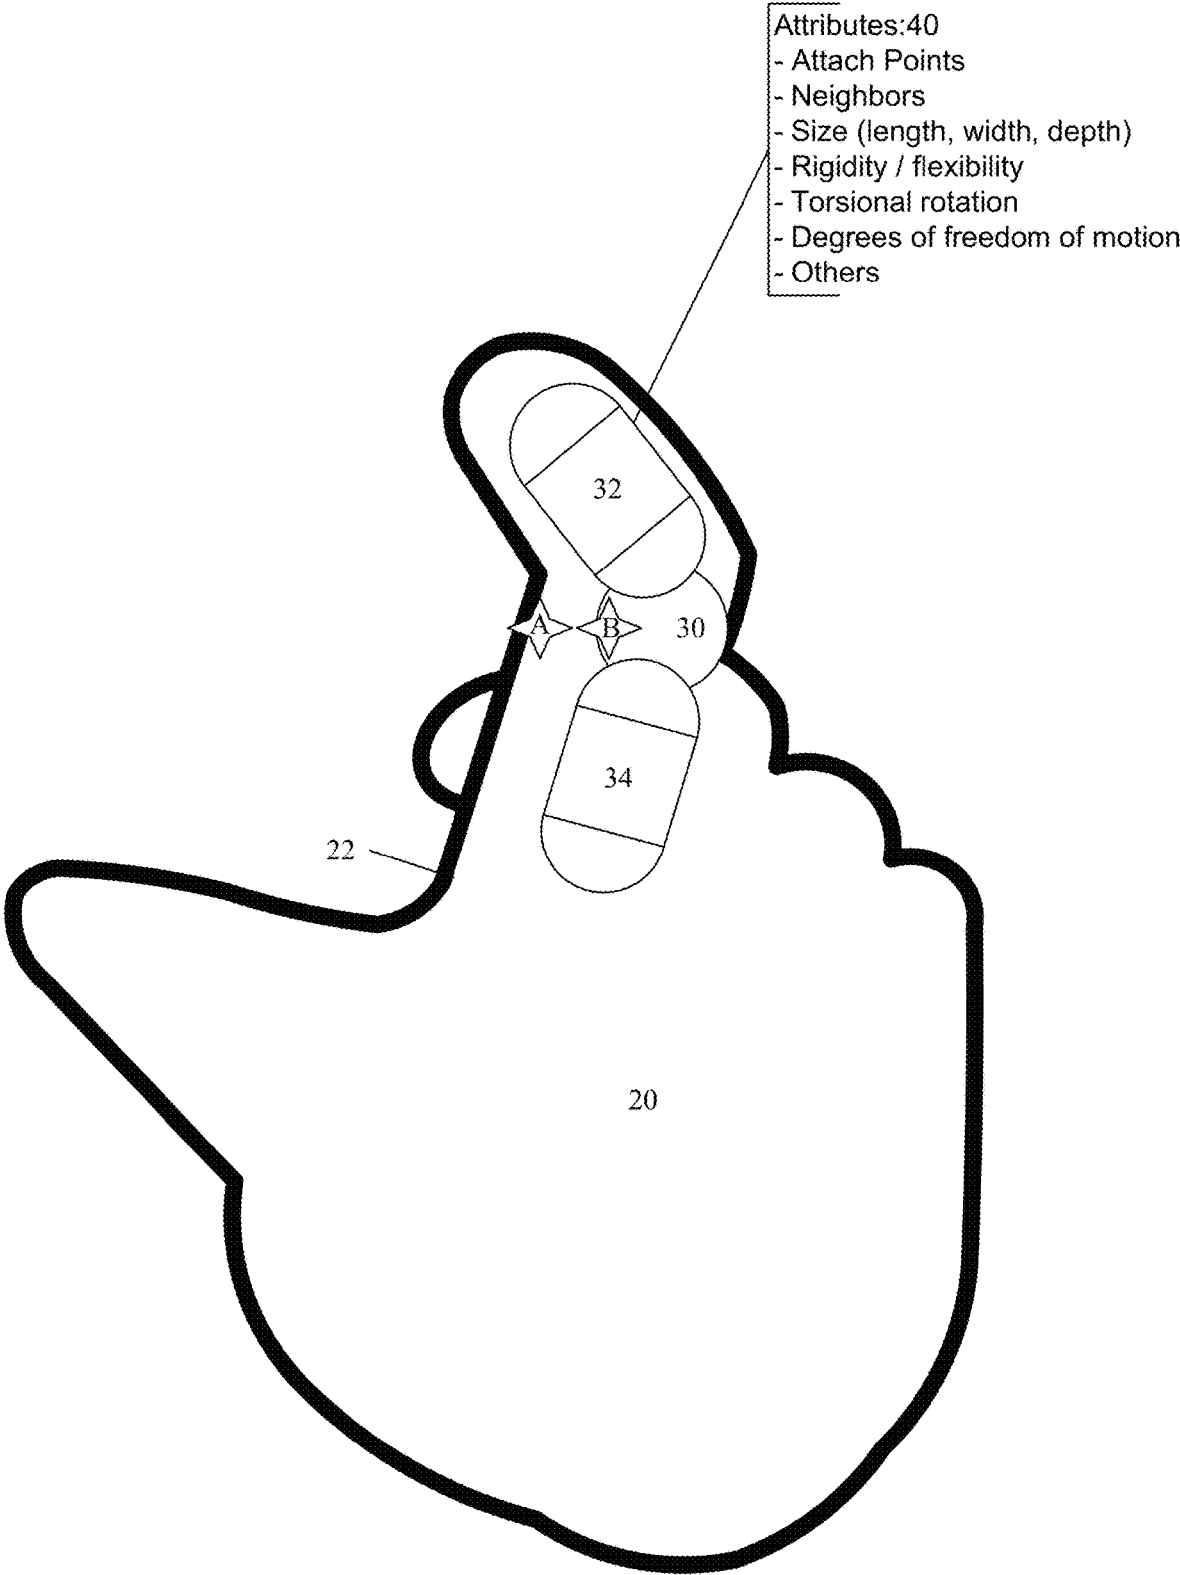 Attributes:40
- Attach Points
- Neighbors
- Size (length, width, depth)
- Rigidity / flexibility
- Torsional rotation
- Degrees of freedom of motion
- Others
32
A
B
30
34
22
20